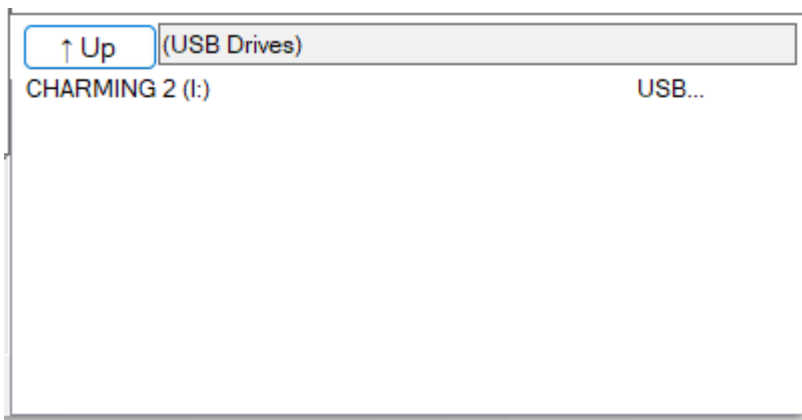 ↑ Up (USB Drives)
CHARMING 2 (I:) USB...